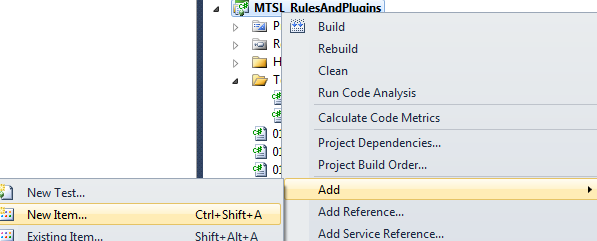 MTSL_RulesAndPlugins
Build
Rebuild
Clean
Run Code Analysis
Calculate Code Metrics
Project Dependencies...
Project Build Order...
Add
Add Reference...
Add Service Reference...
New Test...
New Item... Ctrl+Shift+A
Existing Item... Shift+Alt+A
P
R
H
T
01
01
01